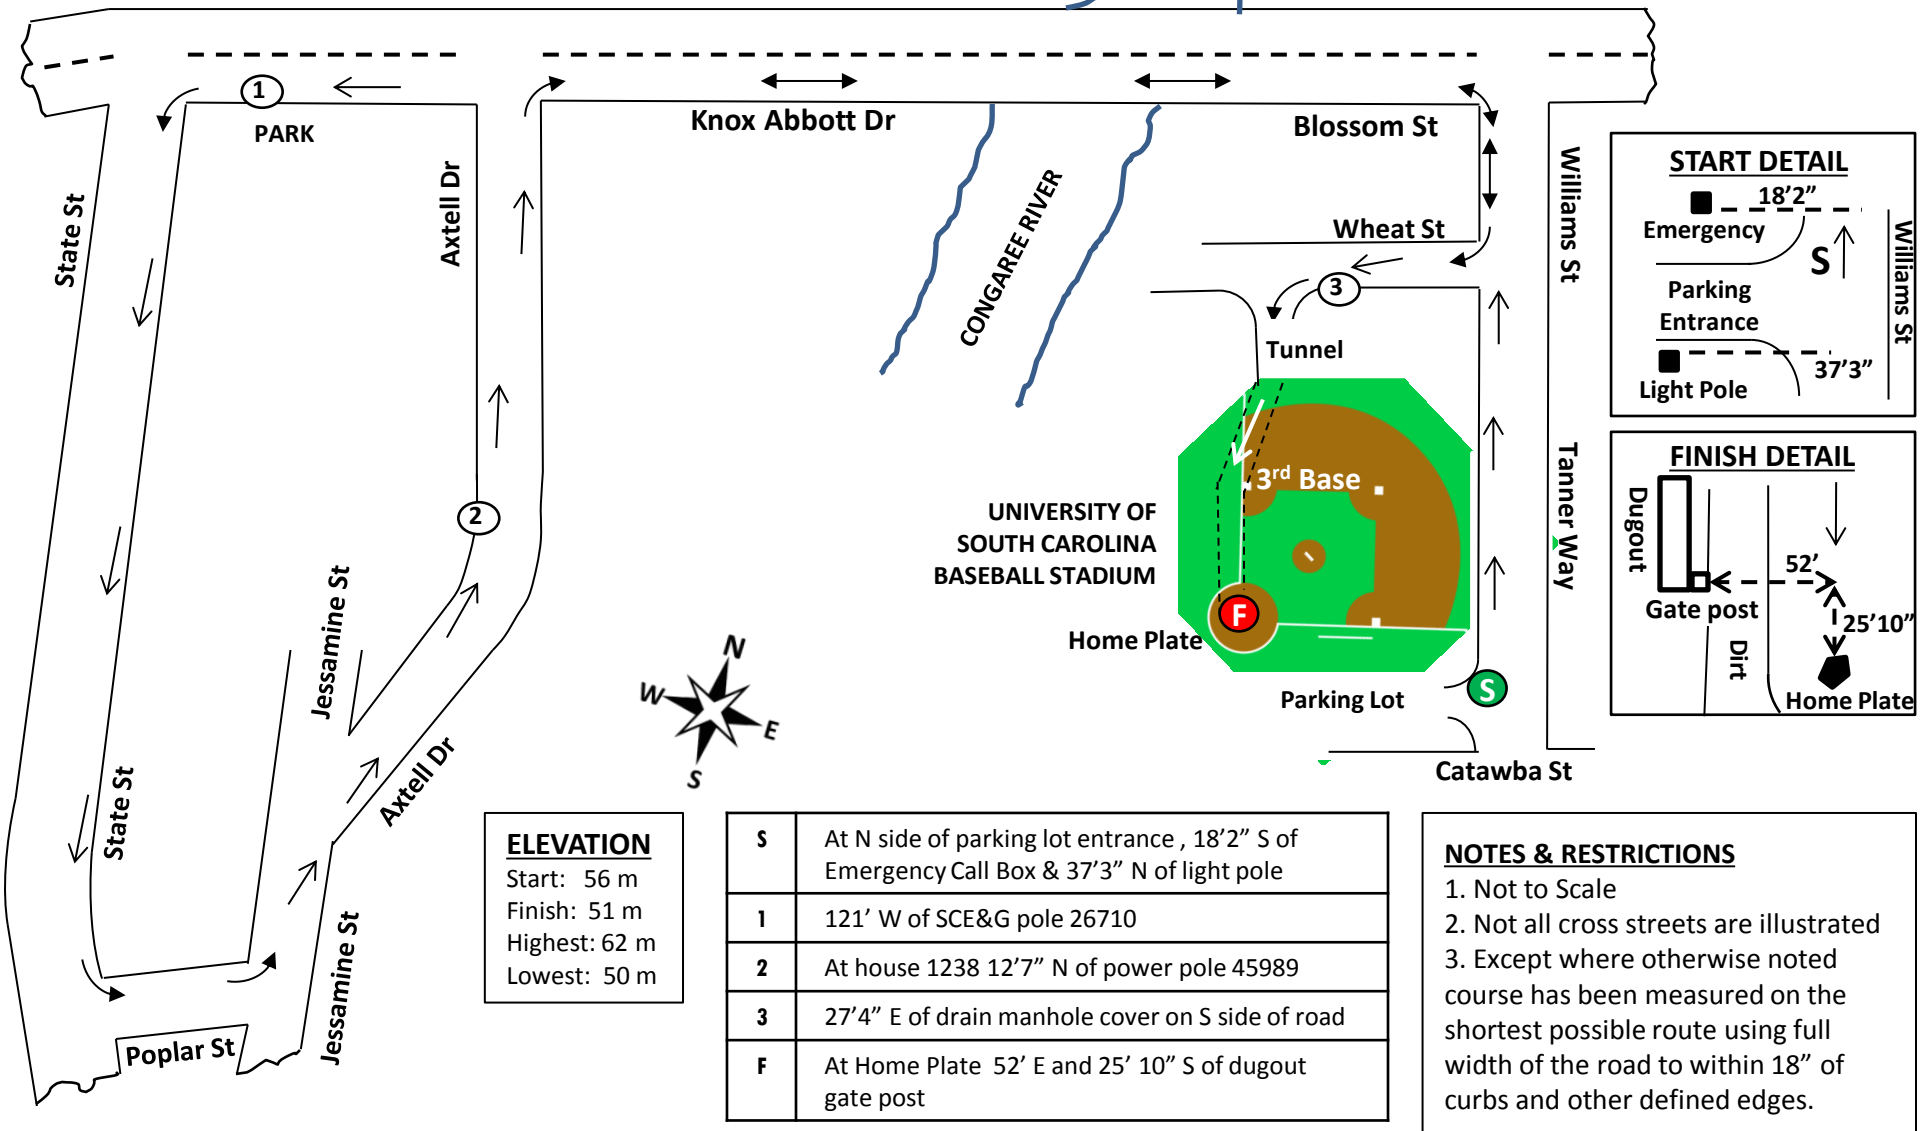 1
PARK
Knox Abbott Dr
Blossom St
State St
Axtell Dr
CONGAREE RIVER
Wheat St
Williams St
3
Tunnel
START DETAIL
18’2”
Emergency
S
Williams St
Parking
Entrance
37’3”
Light Pole
2
3rd Base
UNIVERSITY OF
SOUTH CAROLINA
BASEBALL STADIUM
F
Home Plate
Tanner Way
FINISH DETAIL
Dugout
52’
Gate post
25’10”
Dirt
Home Plate
Jessamine St
N
W
E
S
Parking Lot
S
Catawba St
State St
Axtell Dr
Jessamine St
Poplar St
ELEVATION
Start: 56 m
Finish: 51 m
Highest: 62 m
Lowest: 50 m
S At N side of parking lot entrance , 18’2” S of
Emergency Call Box & 37’3” N of light pole
1 121’ W of SCE&G pole 26710
2 At house 1238 12’7” N of power pole 45989
3 27’4” E of drain manhole cover on S side of road
F At Home Plate 52’ E and 25’ 10” S of dugout
gate post
NOTES & RESTRICTIONS
1. Not to Scale
2. Not all cross streets are illustrated
3. Except where otherwise noted
course has been measured on the
shortest possible route using full
width of the road to within 18” of
curbs and other defined edges.